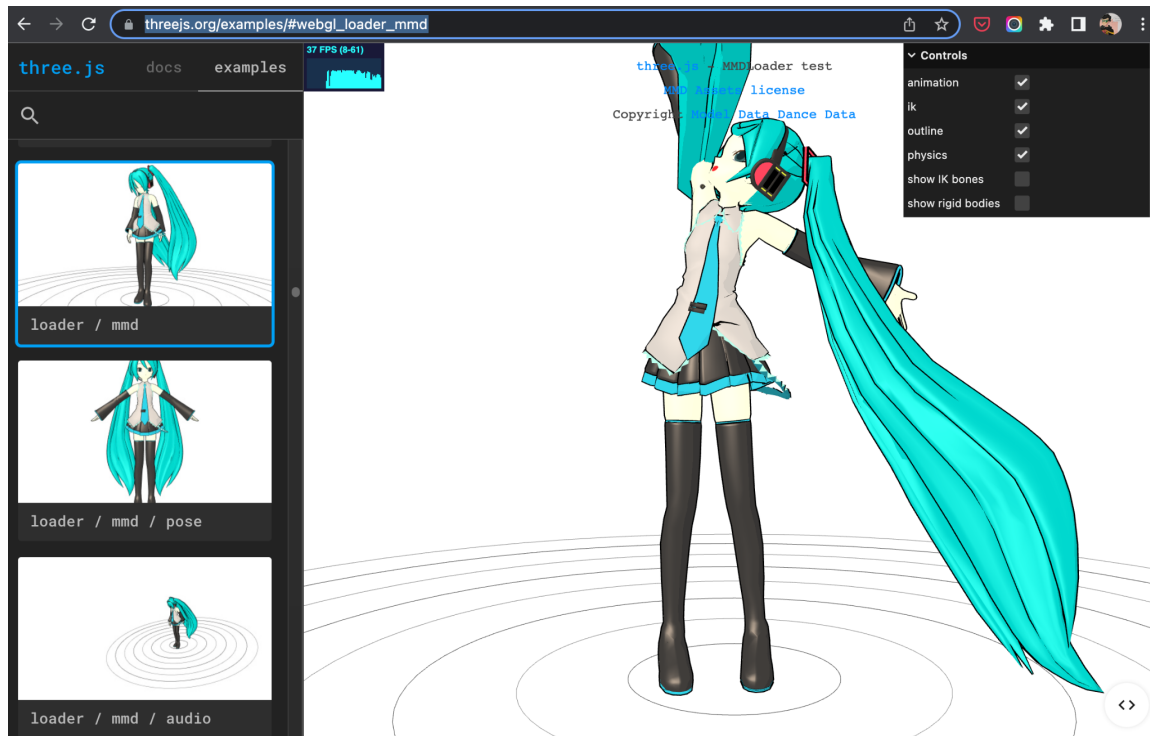 threejs.org/examples/#webgl_loader_mmd
three.js docs examples
37 FPS (8-61)
three.js - MMDLoader test
MMD Assets license
Copyright Model Data Dance Data
Controls
animation
ik
outline
physics
show IK bones
show rigid bodies
loader / mmd
loader / mmd / pose
loader / mmd / audio